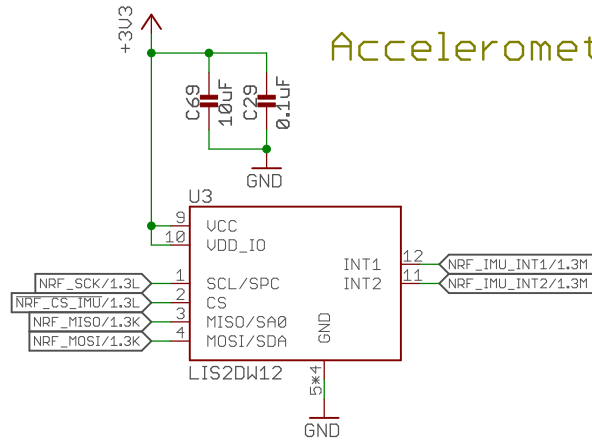 +3V3
Acceleromet
C69
10uF
C29
0.1uF
GND
U3
9 VCC
10 VDD_IO
INT1 12 NRF_IMU_INT1/1.3M
NRF_SCK/1.3L 1 SCL/SPC
INT2 11 NRF_IMU_INT2/1.3M
NRF_CS_IMU/1.3L 2 CS
NRF_MISO/1.3K 3 MISO/SA0
NRF_MOSI/1.3K 4 MOSI/SDA
GND
LIS2DW12
5*4
GND